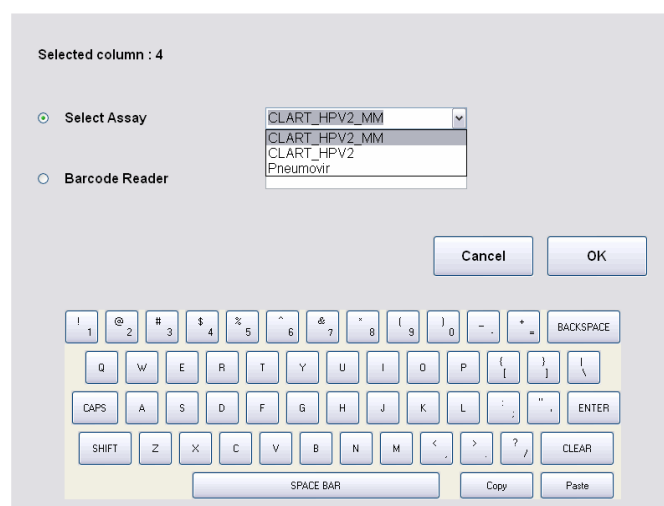 Selected column : 4
Select Assay
CLART_HPV2_MM
CLART_HPV2_MM
CLART_HPV2
Pneumovir
Barcode Reader
Cancel OK
! 1 @ 2 # 3 $ 4 % 5 ^ 6 & 7 * 8 ( 9 ) 0 - . + = BACKSPACE
Q W E R T Y U I O P { [ } ] | \
CAPS A S D F G H J K L : ; " , ENTER
SHIFT Z X C V B N M < , > . ? / CLEAR
SPACE BAR Copy Paste